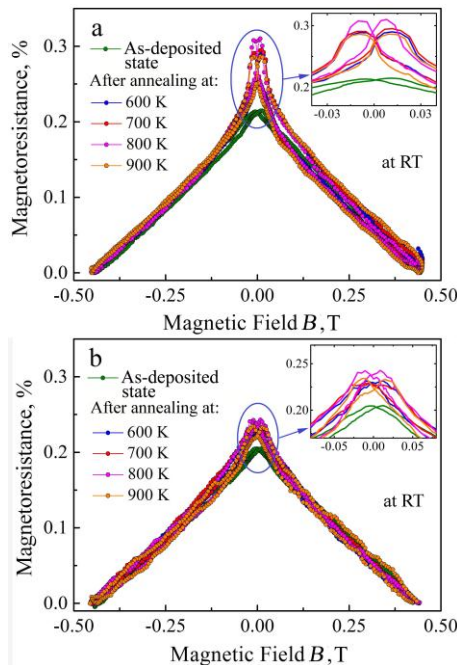 a
As-deposited
state
After annealing at:
600 K
700 K
800 K
900 K
at RT
Magnetoresistance, %
0.3
0.2
0.1
0.0
-0.50
-0.25
0.00
0.25
0.50
Magnetic Field B, T
0.3
0.2
-0.03
0.00
0.03
b
As-deposited
state
After annealing at:
600 K
700 K
800 K
900 K
at RT
Magnetoresistance, %
0.3
0.2
0.1
0.0
-0.50
-0.25
0.00
0.25
0.50
Magnetic Field B, T
0.25
0.20
-0.05
0.00
0.05